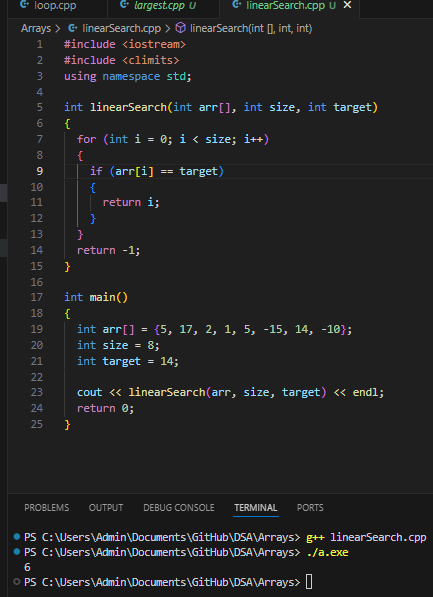 loop.cpp largest.cpp U linearSearch.cpp U X
Arrays > linearSearch.cpp > linearSearch(int [], int, int)
1 #include <iostream>
2 #include <climits>
3 using namespace std;
4
5 int linearSearch(int arr[], int size, int target)
6 {
7 for (int i = 0; i < size; i++)
8 {
9 if (arr[i] == target)
10 {
11 return i;
12 }
13 }
14 return -1;
15 }
16
17 int main()
18 {
19 int arr[] = {5, 17, 2, 1, 5, -15, 14, -10};
20 int size = 8;
21 int target = 14;
22
23 cout << linearSearch(arr, size, target) << endl;
24 return 0;
25 }
PROBLEMS OUTPUT DEBUG CONSOLE TERMINAL PORTS
PS C:\Users\Admin\Documents\GitHub\DSA\Arrays> g++ linearSearch.cpp
PS C:\Users\Admin\Documents\GitHub\DSA\Arrays> ./a.exe
6
PS C:\Users\Admin\Documents\GitHub\DSA\Arrays>